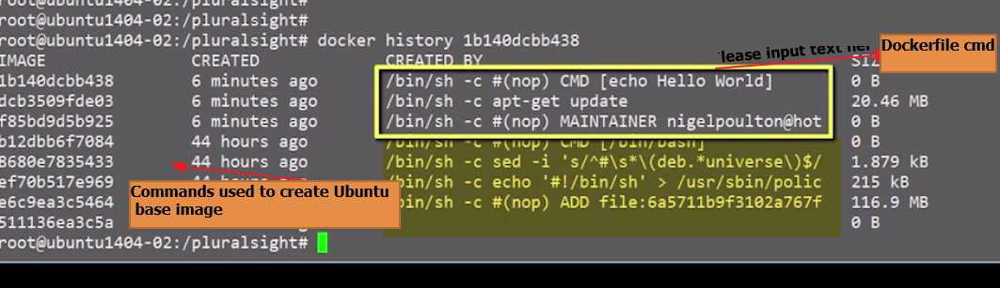 root@ubuntu1404-02:/pluralsight#
root@ubuntu1404-02:/pluralsight#
root@ubuntu1404-02:/pluralsight# docker history 1b140dcbb438
IMAGE CREATED CREATED BY SIZ
1b140dcbb438 6 minutes ago /bin/sh -c #(nop) CMD [echo Hello World] 0 B
dcb3509fde03 6 minutes ago /bin/sh -c apt-get update 20.46 MB
f85bd9d5b925 6 minutes ago /bin/sh -c #(nop) MAINTAINER nigelpoulton@hot 0 B
b12dbb6f7084 44 hours ago /bin/sh -c #(nop) CMD [/bin/bash] 0 B
8680e7835433 44 hours ago /bin/sh -c sed -i 's/^#\s*\(deb.*universe\)$/ 1.879 kB
ef70b517e969 44 hours ago /bin/sh -c echo '#!/bin/sh' > /usr/sbin/polic 215 kB
e6c9ea3c5464 /bin/sh -c #(nop) ADD file:6a5711b9f3102a767f 116.9 MB
511136ea3c5a 0 B
root@ubuntu1404-02:/pluralsight#
lease input text her
Dockerfile cmd
Commands used to create Ubuntu
base image